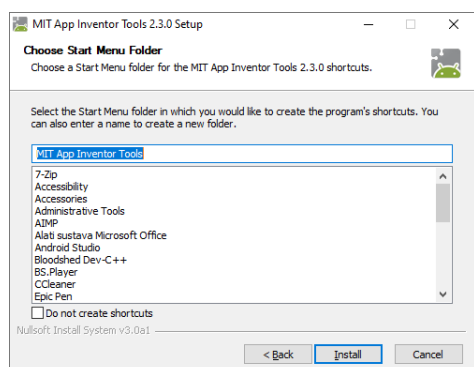 MIT App Inventor Tools 2.3.0 Setup
Choose Start Menu Folder
Choose a Start Menu folder for the MIT App Inventor Tools 2.3.0 shortcuts.
Select the Start Menu folder in which you would like to create the program's shortcuts. You
can also enter a name to create a new folder.
MIT App Inventor Tools
7-Zip
Accessibility
Accessories
Administrative Tools
AIMP
Alati sustava Microsoft Office
Android Studio
Bloodshed Dev-C++
BS.Player
CCleaner
Epic Pen
Do not create shortcuts
Nullsoft Install System v3.0a1
< Back Install Cancel